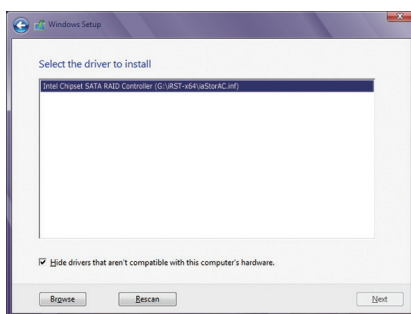 Windows Setup
Select the driver to install
Intel Chipset SATA RAID Controller (G:\iRST-x64\iaStorAC.inf)
Hide drivers that aren't compatible with this computer's hardware.
Browse
Rescan
Next